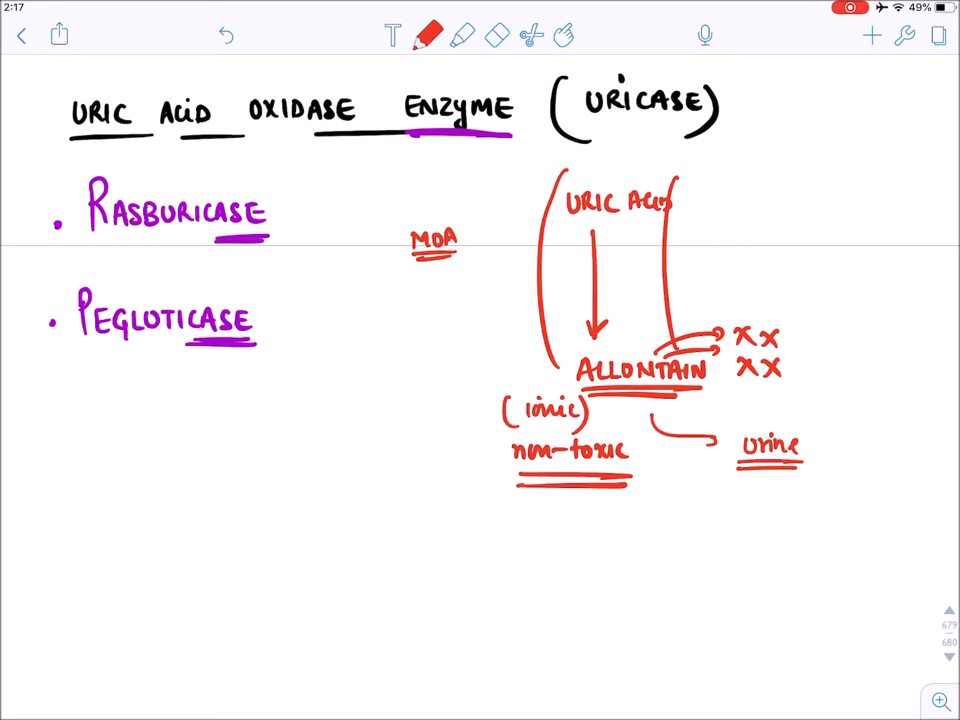 2:17
49%
T
URIC ACID OXIDASE ENZYME (URICASE)
. RASBURICASE
URIC ACID
MOA
. PEGLOTICASE
XX
ALLONTAIN XX
(ionic)
non-toxic
urine
679
680